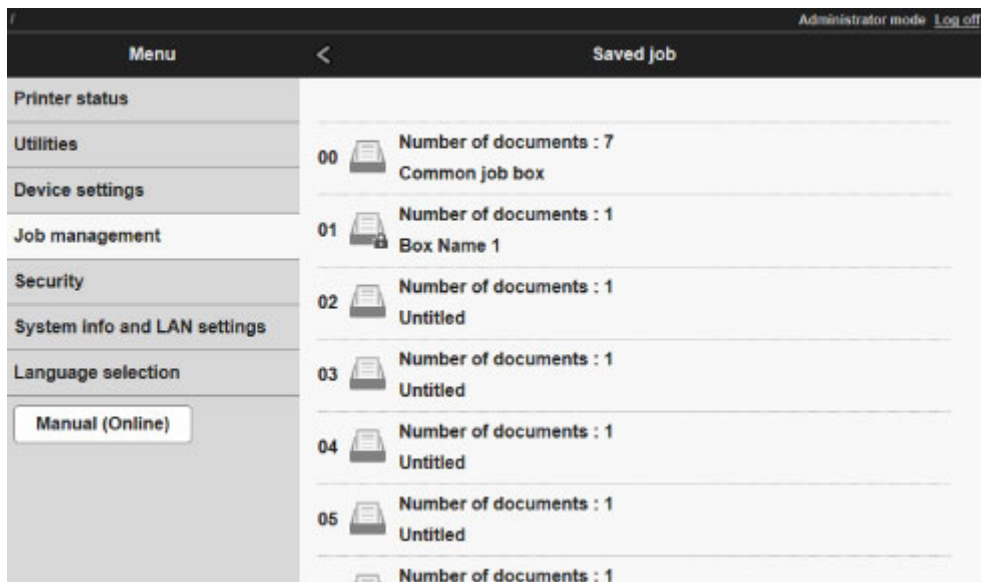 /
Administrator mode Log off
Menu
<
Saved job
Printer status
Utilities
Device settings
Job management
Security
System info and LAN settings
Language selection
Manual (Online)
00
Number of documents : 7
Common job box
01
Number of documents : 1
Box Name 1
02
Number of documents : 1
Untitled
03
Number of documents : 1
Untitled
04
Number of documents : 1
Untitled
05
Number of documents : 1
Untitled
Number of documents : 1